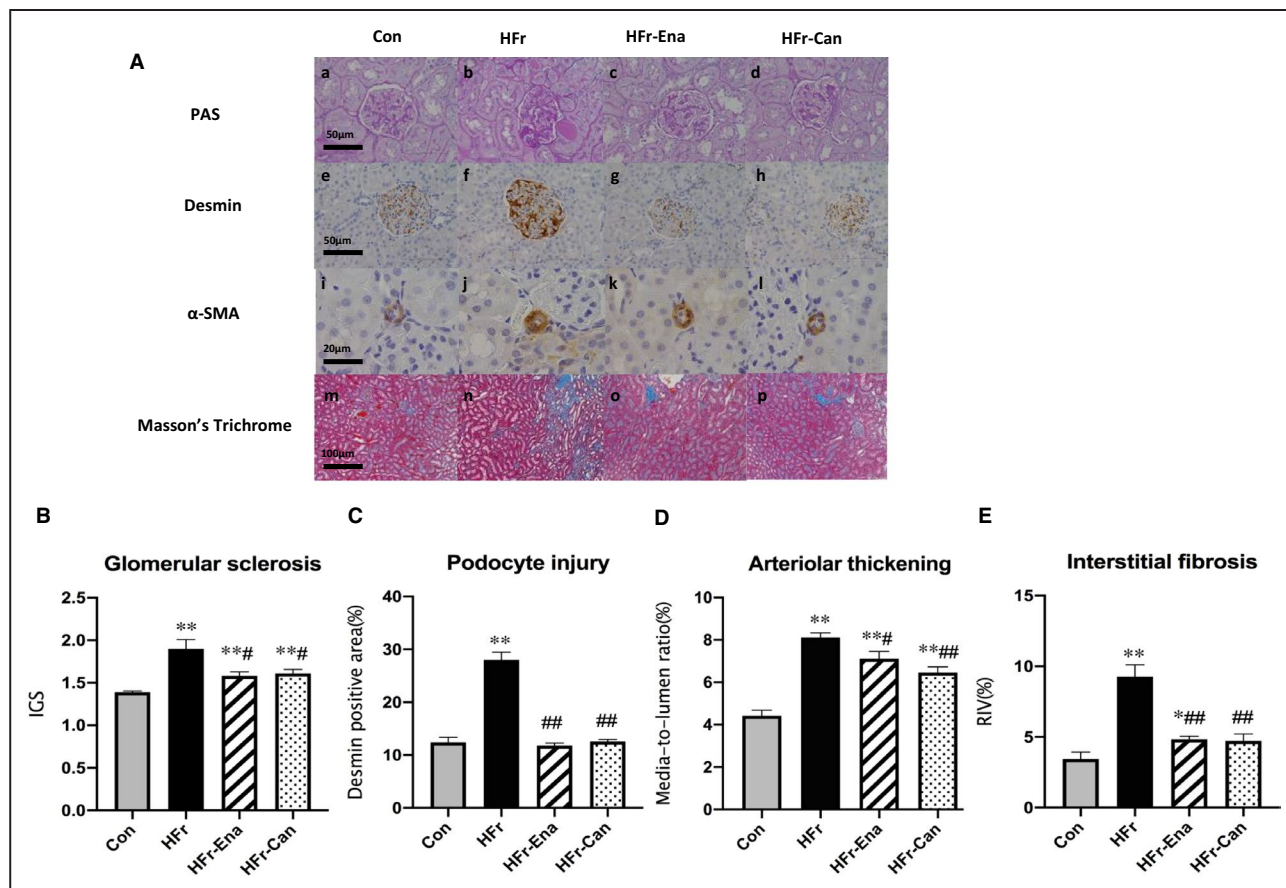 Con HFr HFr-Ena HFr-Can
A
a b c d
PAS
50μm
e f g h
Desmin
50μm
i j k l
α-SMA
20μm
m n o p
Masson's Trichrome
100μm
B
Glomerular sclerosis
IGS
2.5
2.0
1.5
1.0
0.5
0.0
**
**#
**#
Con HFr HFr-Ena HFr-Can
C
Podocyte injury
Desmin positive area(%)
40
30
20
10
0
**
##
##
Con HFr HFr-Ena HFr-Can
D
Arteriolar thickening
Media-to-lumen ratio(%)
10
8
6
4
2
0
**
**#
**##
Con HFr HFr-Ena HFr-Can
E
Interstitial fibrosis
RIV(%)
15
10
5
0
**
*##
##
Con HFr HFr-Ena HFr-Can